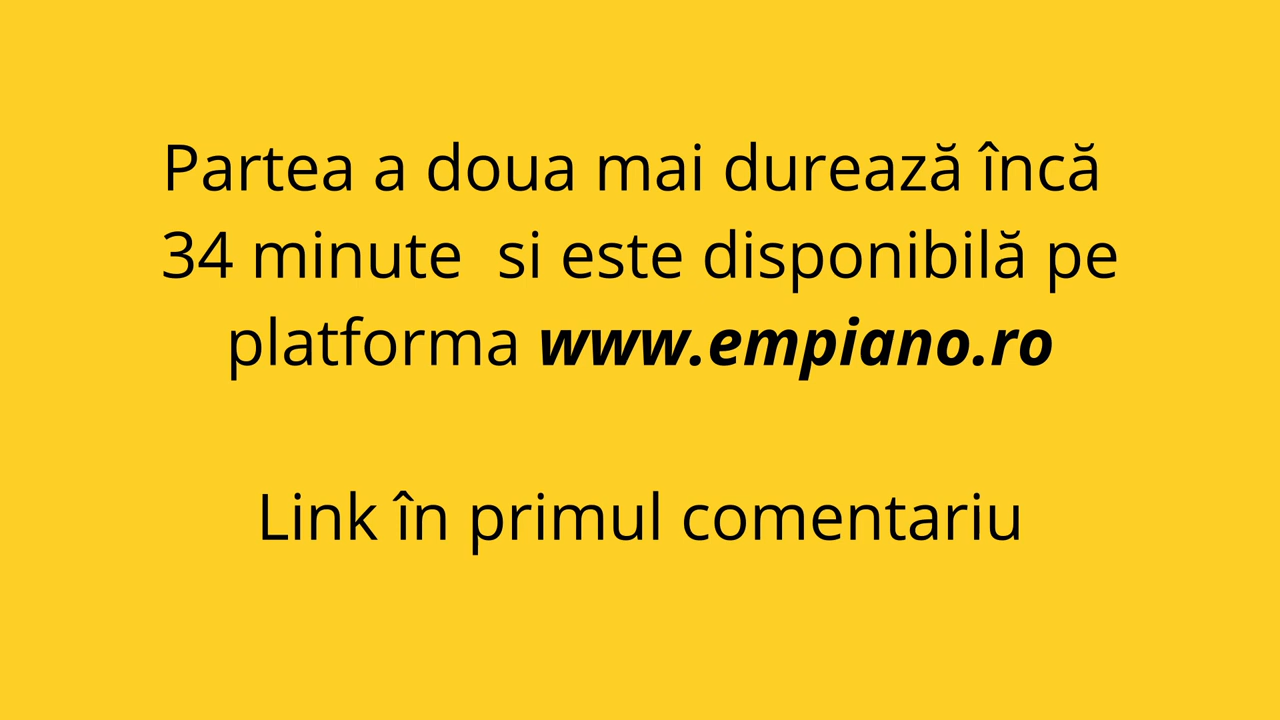 Partea a doua mai durează încă
34 minute  si este disponibilă pe
platforma www.empiano.ro
Link în primul comentariu